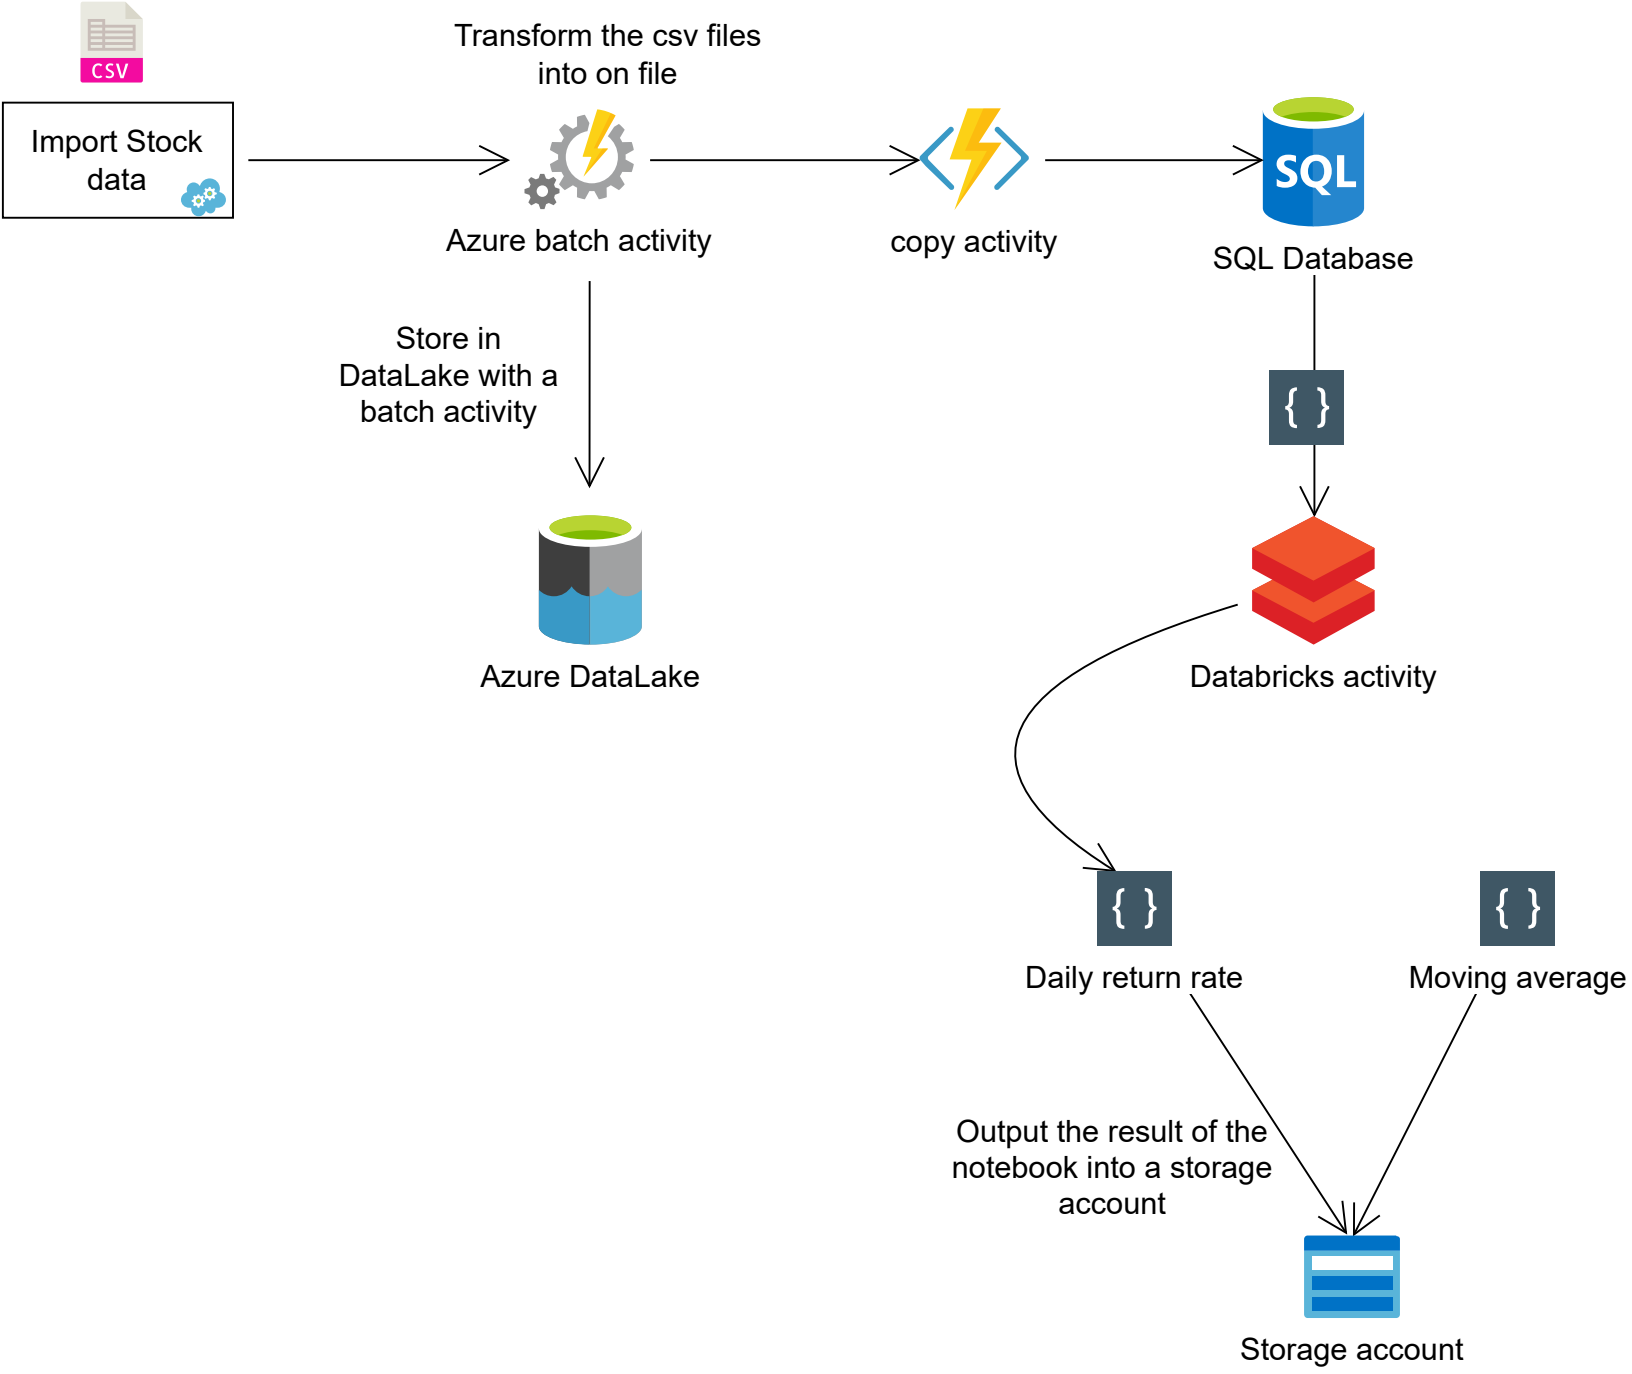 CSV
Import Stock
data
Transform the csv files
into on file
Azure batch activity
copy activity
SQL
SQL Database
Store in
DataLake with a
batch activity
{ }
Azure DataLake
Databricks activity
{ }
Daily return rate
{ }
Moving average
Output the result of the
notebook into a storage
account
Storage account